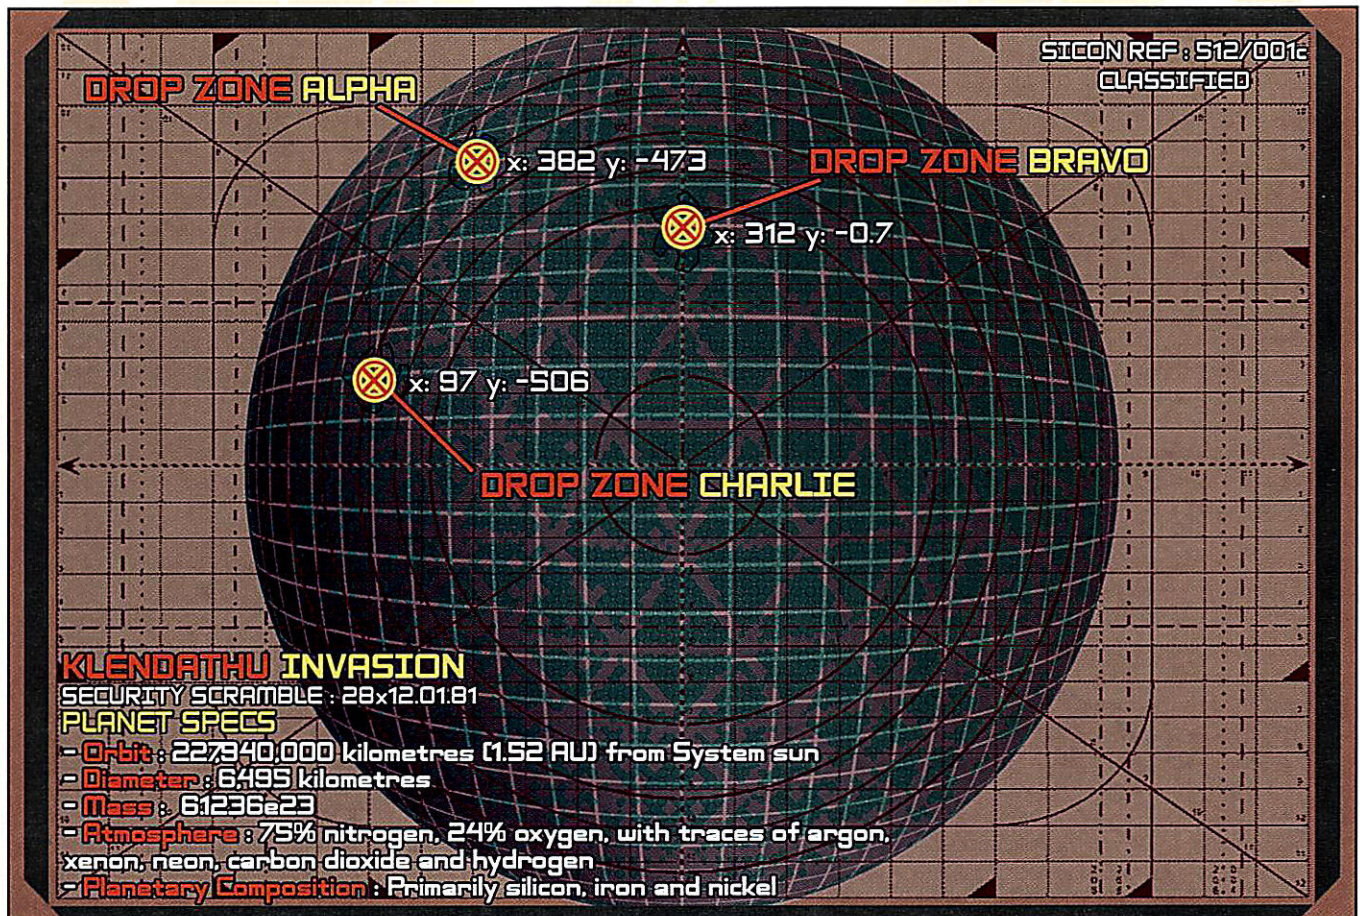 SICON REF : S12/001c
CLASSIFIED
DROP ZONE ALPHA
x: 382 y: -473
DROP ZONE BRAVO
x: 312 y: -0.7
x: 97 y: -506
DROP ZONE CHARLIE
KLENDATHU INVASION
SECURITY SCRAMBLE : 28x12.01.81
PLANET SPECS
- Orbit : 227,940,000 kilometres (1.52 AU) from System sun
- Diameter : 6,495 kilometres
- Mass : 6.1236e23
- Atmosphere : 75% nitrogen, 24% oxygen, with traces of argon,
xenon, neon, carbon dioxide and hydrogen
- Planetary Composition : Primarily silicon, iron and nickel